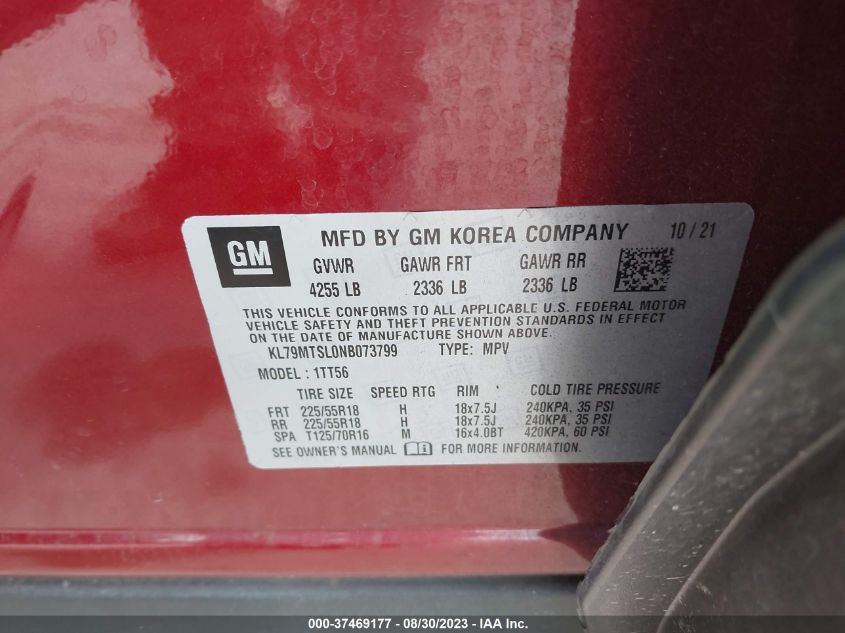 GM MFD BY GM KOREA COMPANY 10 / 21
GVWR GAWR FRT GAWR RR
4255 LB 2336 LB 2336 LB
THIS VEHICLE CONFORMS TO ALL APPLICABLE U.S. FEDERAL MOTOR
VEHICLE SAFETY AND THEFT PREVENTION STANDARDS IN EFFECT ON
THE DATE OF MANUFACTURE SHOWN ABOVE.
KL79MTSL0NB073799 TYPE: MPV
MODEL : 1TT56
TIRE SIZE SPEED RTG RIM COLD TIRE PRESSURE
FRT 225/55R18 H 18x7.5J 240KPA, 35 PSI
RR 225/55R18 H 18x7.5J 240KPA, 35 PSI
SPA T125/70R16 M 16x4.0BT 420KPA, 60 PSI
SEE OWNER'S MANUAL FOR MORE INFORMATION.
000-37469177 - 08/30/2023 - Copyright (c) IAA, Inc.